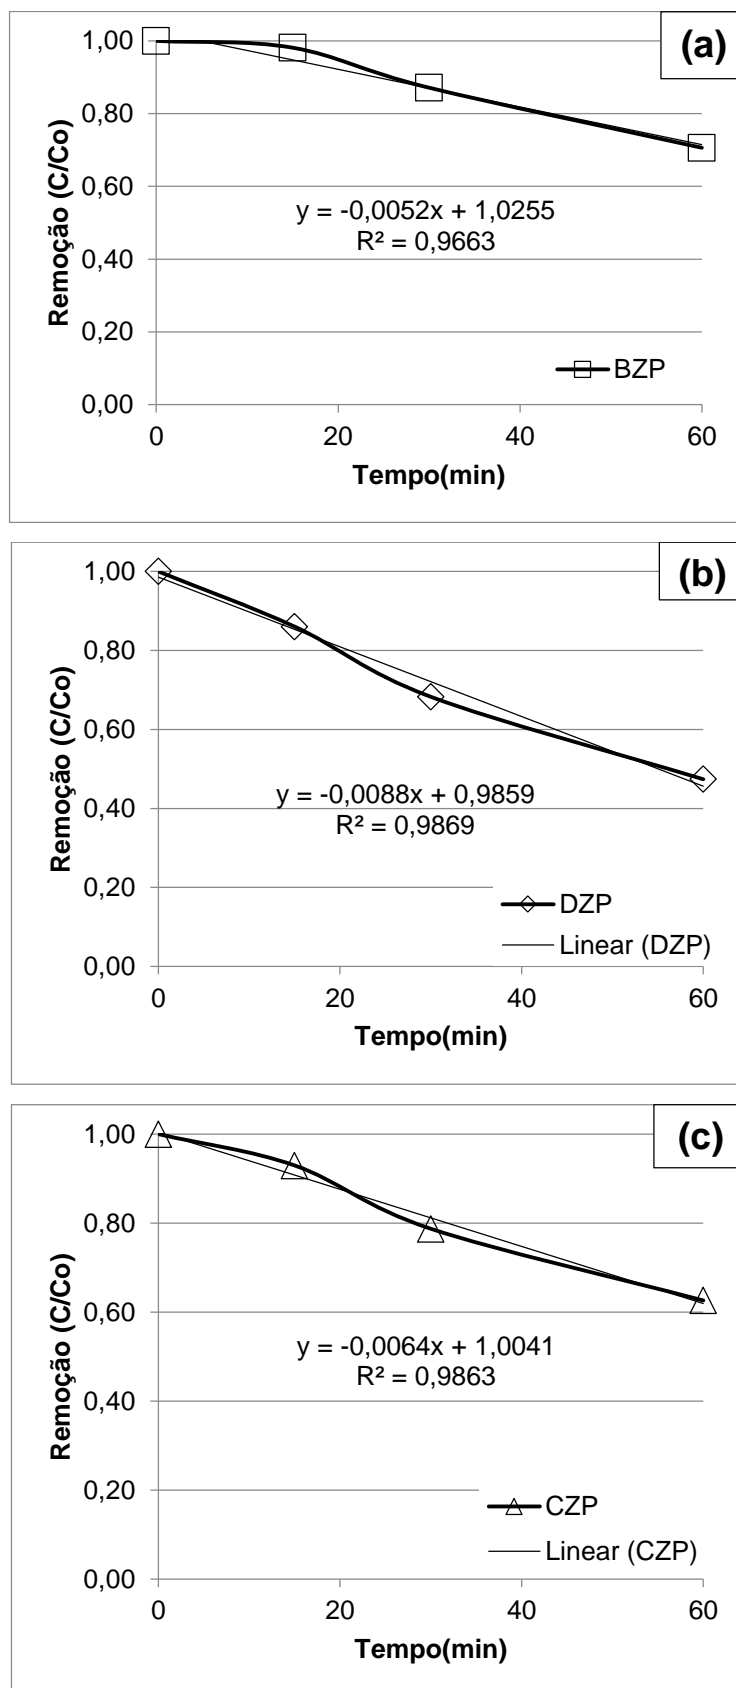 (a)
1,00
0,80
0,60
0,40
0,20
0,00
Remoção (C/Co)
y = -0,0052x + 1,0255
R² = 0,9663
BZP
0 20 40 60
Tempo(min)
(b)
1,00
0,80
0,60
0,40
0,20
0,00
Remoção (C/Co)
y = -0,0088x + 0,9859
R² = 0,9869
DZP
Linear (DZP)
0 20 40 60
Tempo(min)
(c)
1,00
0,80
0,60
0,40
0,20
0,00
Remoção (C/Co)
y = -0,0064x + 1,0041
R² = 0,9863
CZP
Linear (CZP)
0 20 40 60
Tempo(min)